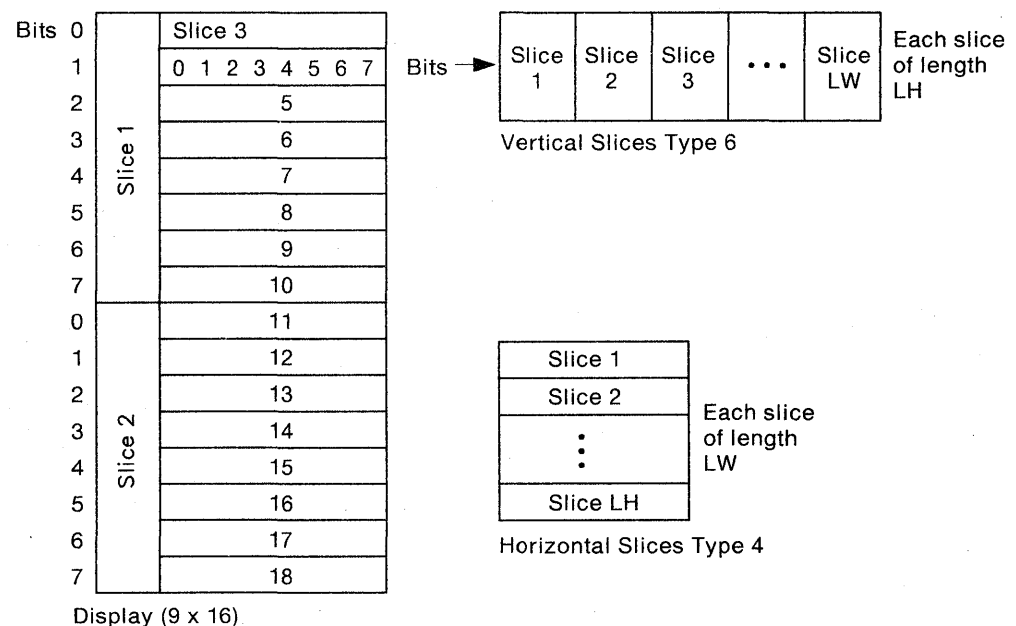 Bits 0
Slice 3
1
0 1 2 3 4 5 6 7
2
5
3
6
4
7
5
8
6
9
7
10
Slice 1
0
11
1
12
2
13
3
14
4
15
5
16
6
17
7
18
Slice 2
Display (9 x 16)
Bits
Slice 1
Slice 2
Slice 3
• • •
Slice LW
Each slice
of length
LH
Vertical Slices Type 6
Slice 1
Slice 2
Slice LH
Each slice
of length
LW
Horizontal Slices Type 4